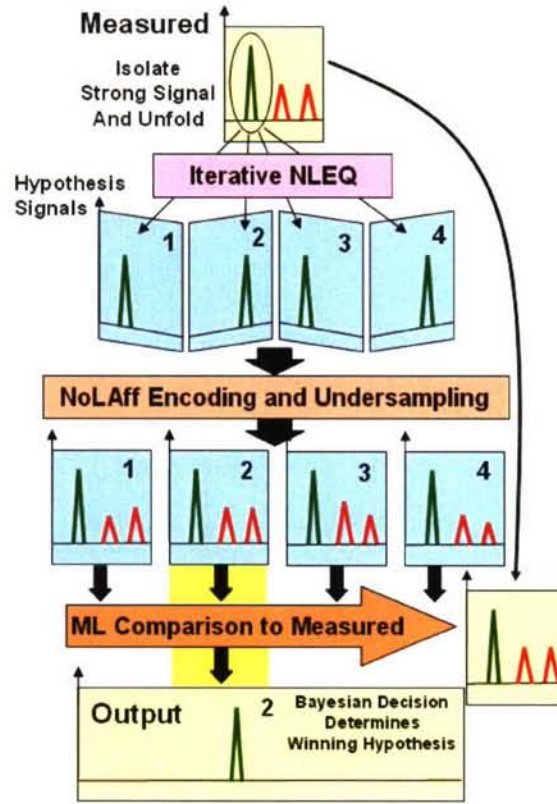 Measured
Isolate
Strong Signal
And Unfold
Iterative NLEQ
Hypothesis
Signals
1
2
3
4
NoLAff Encoding and Undersampling
1
2
3
4
ML Comparison to Measured
Output
2
Bayesian Decision
Determines
Winning Hypothesis